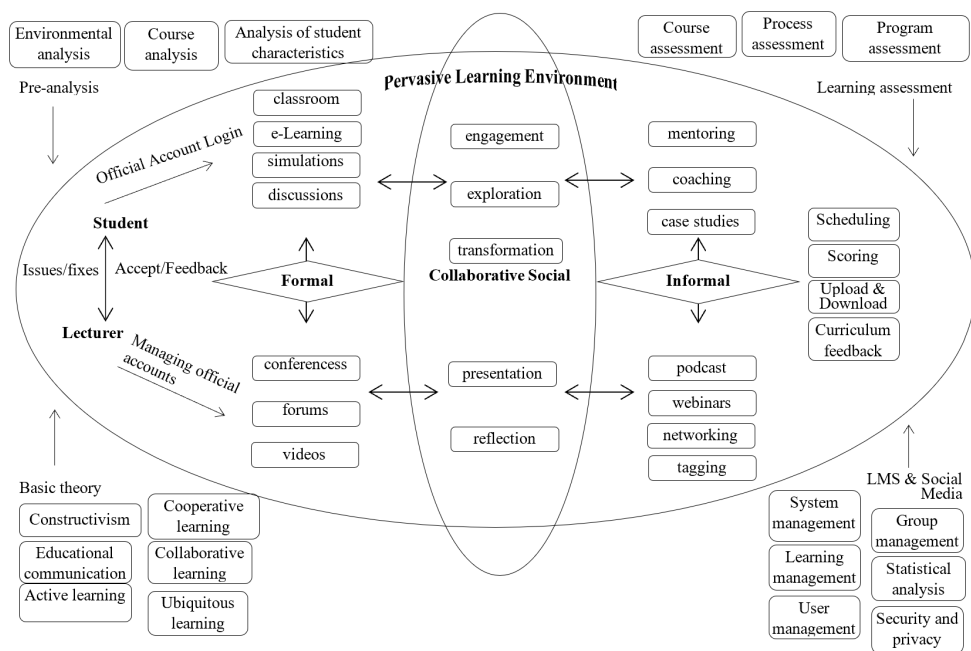 Environmental
analysis
Course
analysis
Analysis of student
characteristics
Course
assessment
Process
assessment
Program
assessment
Pre-analysis
Pervasive Learning Environment
Learning assessment
Official Account Login
classroom
e-Learning
simulations
discussions
engagement
exploration
transformation
mentoring
coaching
case studies
Student
Issues/fixes
Accept/Feedback
Lecturer
Formal
Collaborative Social
Informal
Scheduling
Scoring
Upload &
Download
Curriculum
feedback
Managing official
accounts
conferencess
forums
videos
presentation
reflection
podcast
webinars
networking
tagging
Basic theory
Constructivism
Educational
communication
Active learning
Cooperative
learning
Collaborative
learning
Ubiquitous
learning
LMS & Social
Media
System
management
Learning
management
User
management
Group
management
Statistical
analysis
Security and
privacy